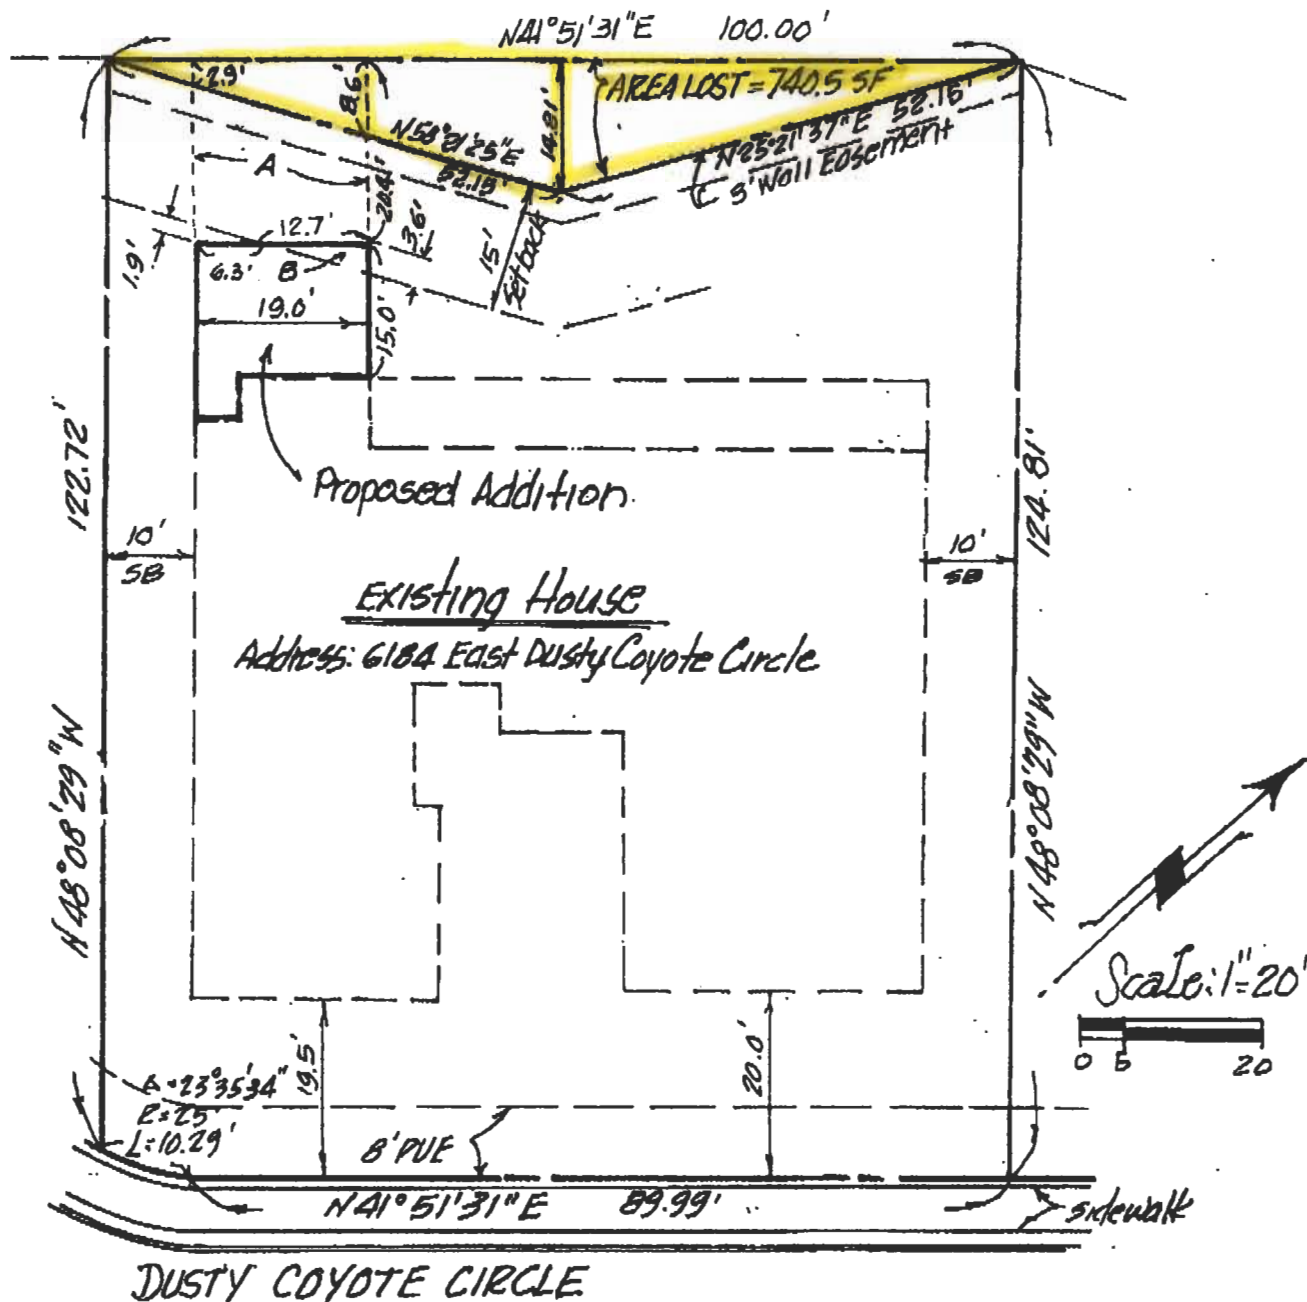 N41°51'31"E 100.00'
2.9'
8.6'
14.81'
AREA LOST = 740.5 SF
N58°21'25"E
52.15'
N25°21'37"E 52.15'
℄ 3' Wall Easement
A
20.4'
3.6'
15'
Setback
1.9'
12.7'
6.3' B
19.0'
15.0'
Proposed Addition
122.72'
124.81'
10'
SB
10'
SB
Existing House
Address: 6184 East Dusty Coyote Circle
N48°08'29"W
N48°08'29"W
Scale: 1"=20'
0 5 20
19.5'
20.0'
Δ=23°35'34"
R=25'
L=10.29'
8' PUE
N41°51'31"E 89.99'
sidewalk
DUSTY COYOTE CIRCLE